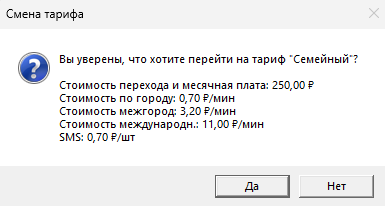 Смена тарифа
Вы уверены, что хотите перейти на тариф "Семейный"?
Стоимость перехода и месячная плата: 250,00 ₽
Стоимость по городу: 0,70 ₽/мин
Стоимость межгород: 3,20 ₽/мин
Стоимость международн.: 11,00 ₽/мин
SMS: 0,70 ₽/шт
Да
Нет